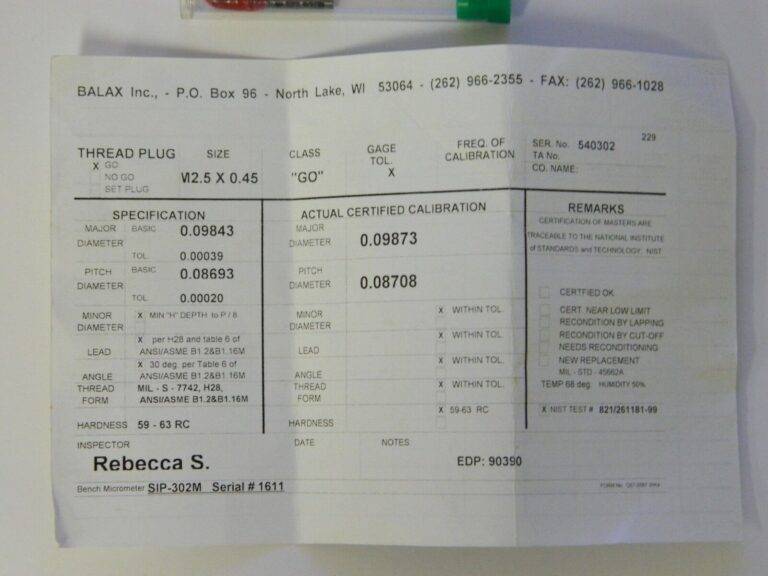 BALAX Inc., - P.O. Box 96 - North Lake, WI 53064 - (262) 966-2355 - FAX: (262) 966-1028
229
THREAD PLUG SIZE CLASS GAGE TOL. FREQ. OF CALIBRATION SER. No. 540302
X GO X TA No.
NO GO M2.5 X 0.45 "GO" CO. NAME:
SET PLUG
SPECIFICATION ACTUAL CERTIFIED CALIBRATION REMARKS
MAJOR DIAMETER BASIC 0.09843 MAJOR DIAMETER 0.09873 CERTIFICATION OF MASTERS ARE
TRACEABLE TO THE NATIONAL INSTITUTE
TOL. 0.00039 of STANDARDS and TECHNOLOGY: NIST
PITCH DIAMETER BASIC 0.08693 PITCH DIAMETER 0.08708
TOL. 0.00020 CERTFIED OK
MINOR DIAMETER X MIN "H" DEPTH to P / 8 MINOR DIAMETER X WITHIN TOL. CERT. NEAR LOW LIMIT
RECONDITION BY LAPPING
LEAD X per H28 and table 6 of ANSI/ASME B1.2&B1.16M LEAD X WITHIN TOL. RECONDITION BY CUT-OFF
NEEDS RECONDITIONING
ANGLE X 30 deg. per Table 6 of ANSI/ASME B1.2&B1.16M ANGLE X WITHIN TOL. NEW REPLACEMENT
MIL - STD - 45662A
THREAD FORM MIL - S - 7742, H28, ANSI/ASME B1.2&B1.16M THREAD FORM X WITHIN TOL. TEMP 68 deg. HUMIDITY 50%
HARDNESS 59 - 63 RC HARDNESS X 59-63 RC X NIST TEST # 821/261181-99
INSPECTOR DATE NOTES
Rebecca S. EDP: 90390
Bench Micrometer SIP-302M Serial # 1611
FORM No.